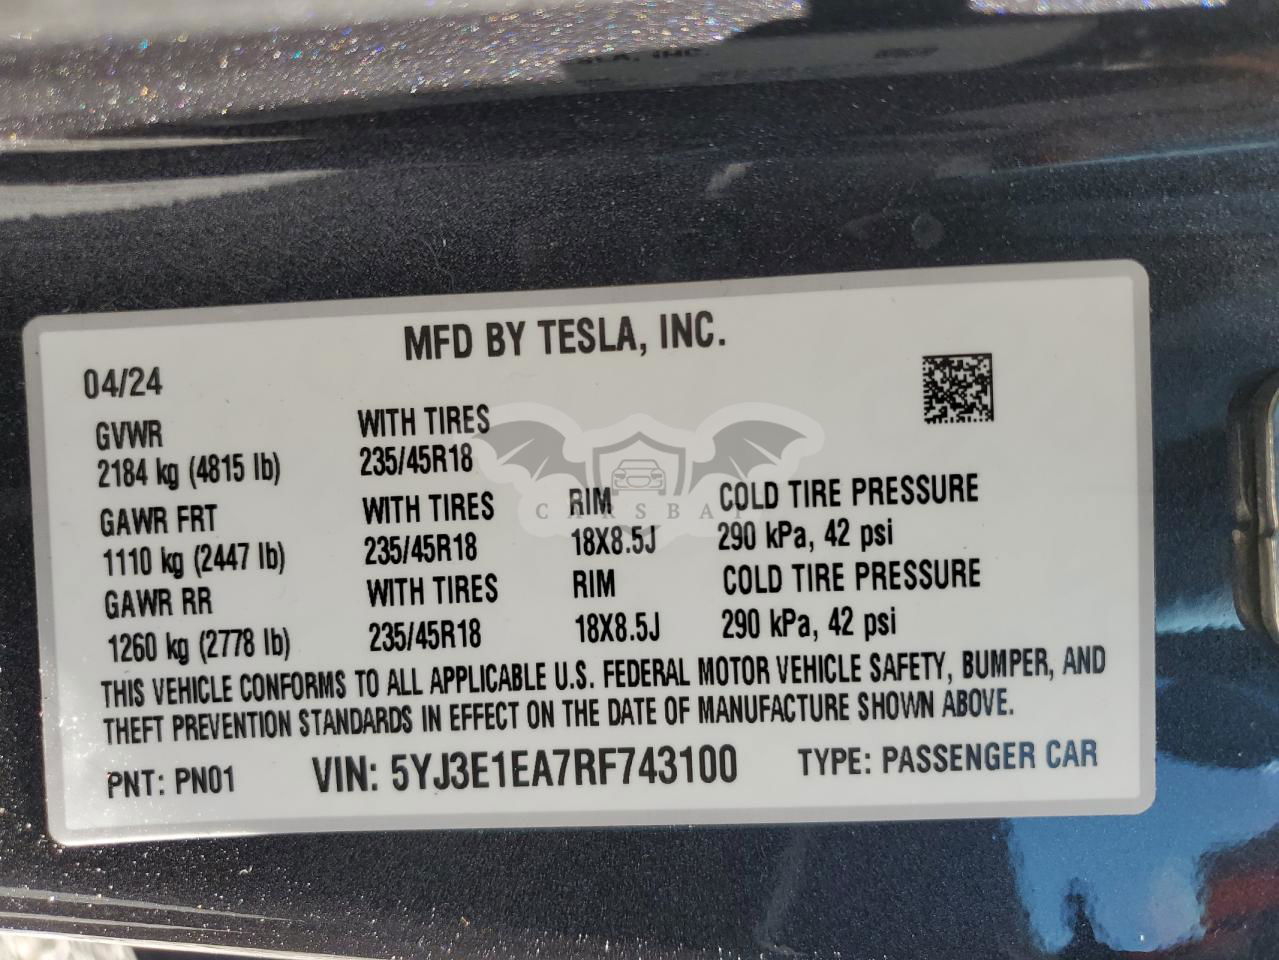 MFD BY TESLA, INC.
04/24
GVWR
2184 kg (4815 lb)
WITH TIRES
235/45R18
GAWR FRT
1110 kg (2447 lb)
WITH TIRES
235/45R18
RIM
18X8.5J
COLD TIRE PRESSURE
290 kPa, 42 psi
GAWR RR
1260 kg (2778 lb)
WITH TIRES
235/45R18
RIM
18X8.5J
COLD TIRE PRESSURE
290 kPa, 42 psi
THIS VEHICLE CONFORMS TO ALL APPLICABLE U.S. FEDERAL MOTOR VEHICLE SAFETY, BUMPER, AND
THEFT PREVENTION STANDARDS IN EFFECT ON THE DATE OF MANUFACTURE SHOWN ABOVE.
PNT: PN01
VIN: 5YJ3E1EA7RF743100
TYPE: PASSENGER CAR
CARSBAT